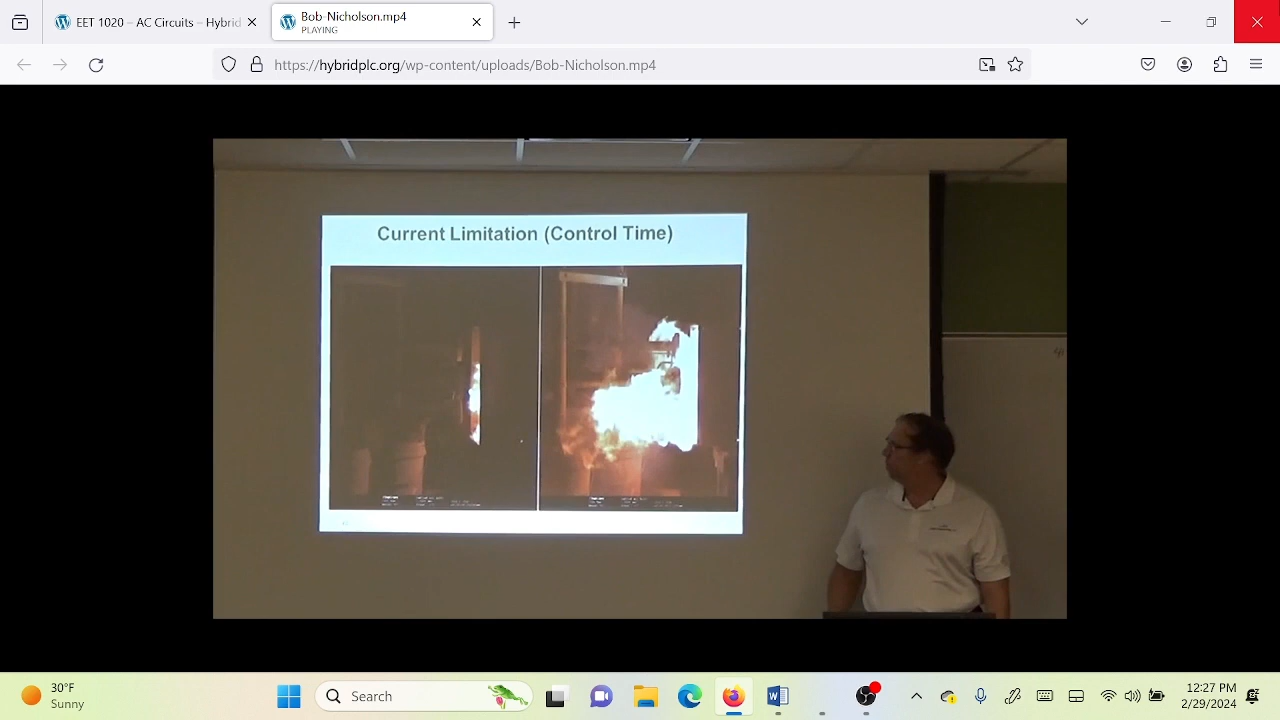 EET 1020 – AC Circuits – Hybrid
Bob-Nicholson.mp4
PLAYING
https://hybridplc.org/wp-content/uploads/Bob-Nicholson.mp4
Current Limitation (Control Time)
30°F
Sunny
Search
12:27 PM
2/29/2024